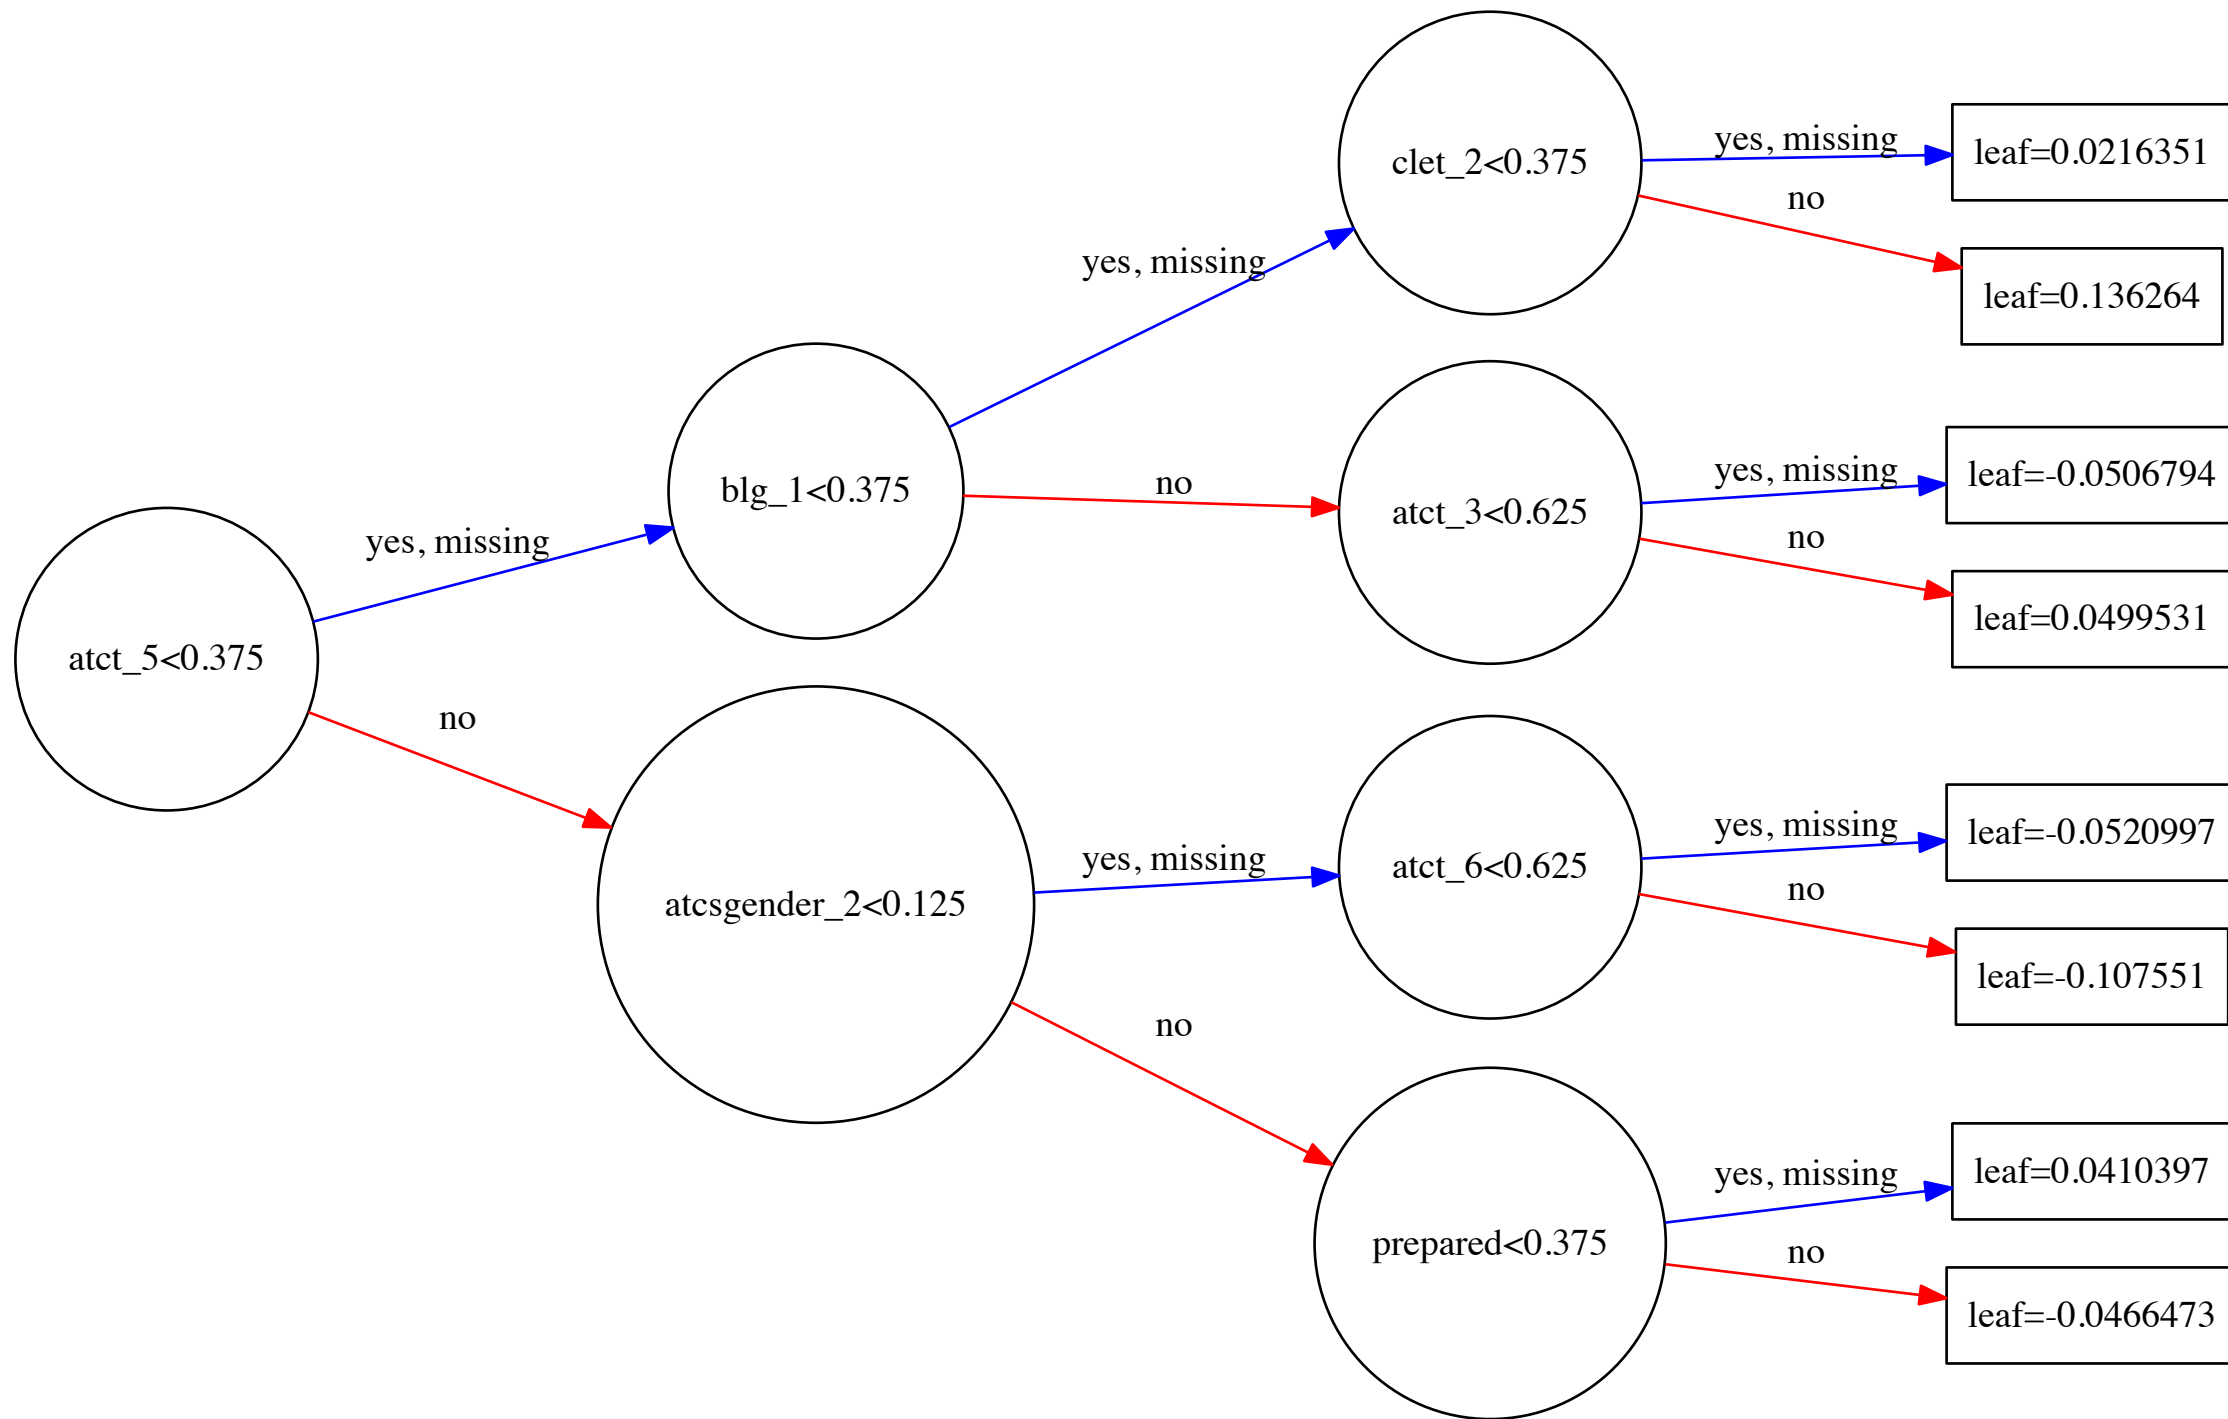 clet_2<0.375
yes, missing
leaf=0.0216351
no
leaf=0.136264
yes, missing
blg_1<0.375
no
atct_3<0.625
yes, missing
leaf=-0.0506794
no
leaf=0.0499531
atct_5<0.375
yes, missing
no
atcsgender_2<0.125
yes, missing
atct_6<0.625
yes, missing
leaf=-0.0520997
no
leaf=-0.107551
no
prepared<0.375
yes, missing
leaf=0.0410397
no
leaf=-0.0466473